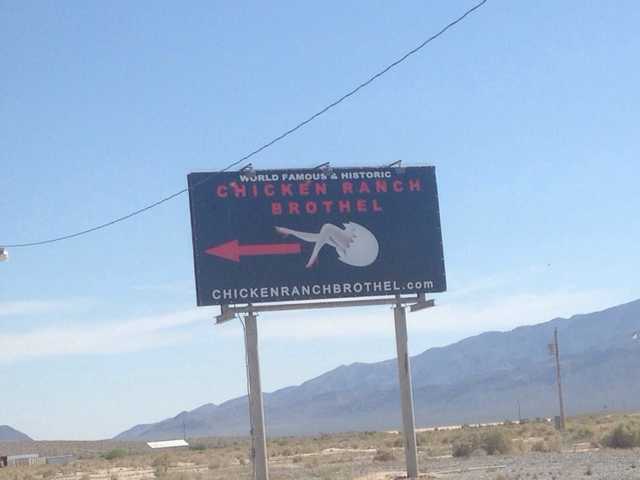 WORLD FAMOUS & HISTORIC
CHICKEN RANCH
BROTHEL
CHICKENRANCHBROTHEL.com